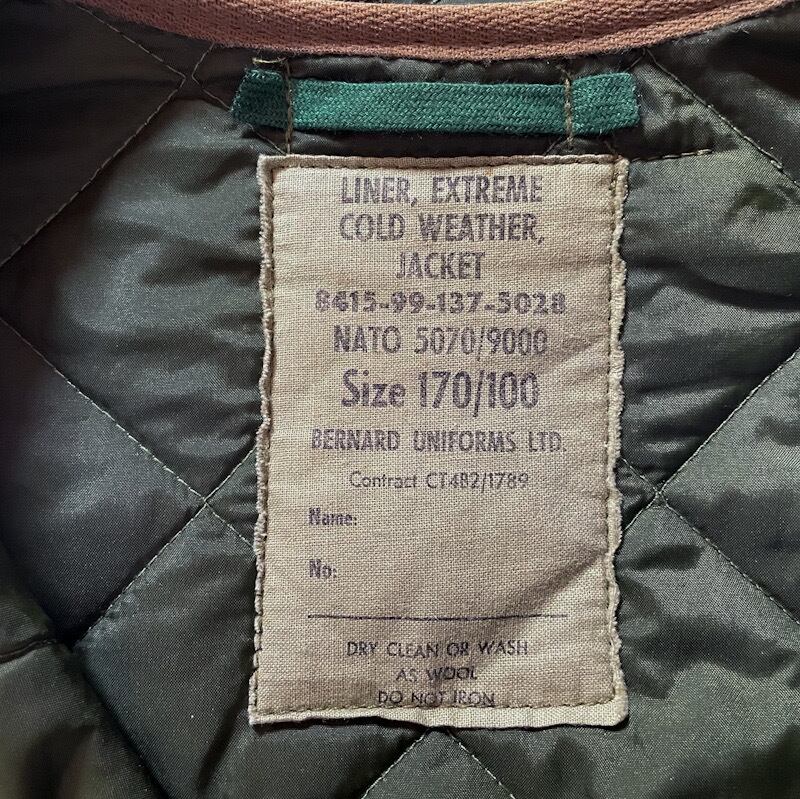 LINER, EXTREME
COLD WEATHER,
JACKET
8415-99-137-5028
NATO 5070/9000
Size 170/100
BERNARD UNIFORMS LTD.
Contract CT4B2/1789
Name:
No:
DRY CLEAN OR WASH
AS WOOL
DO NOT IRON